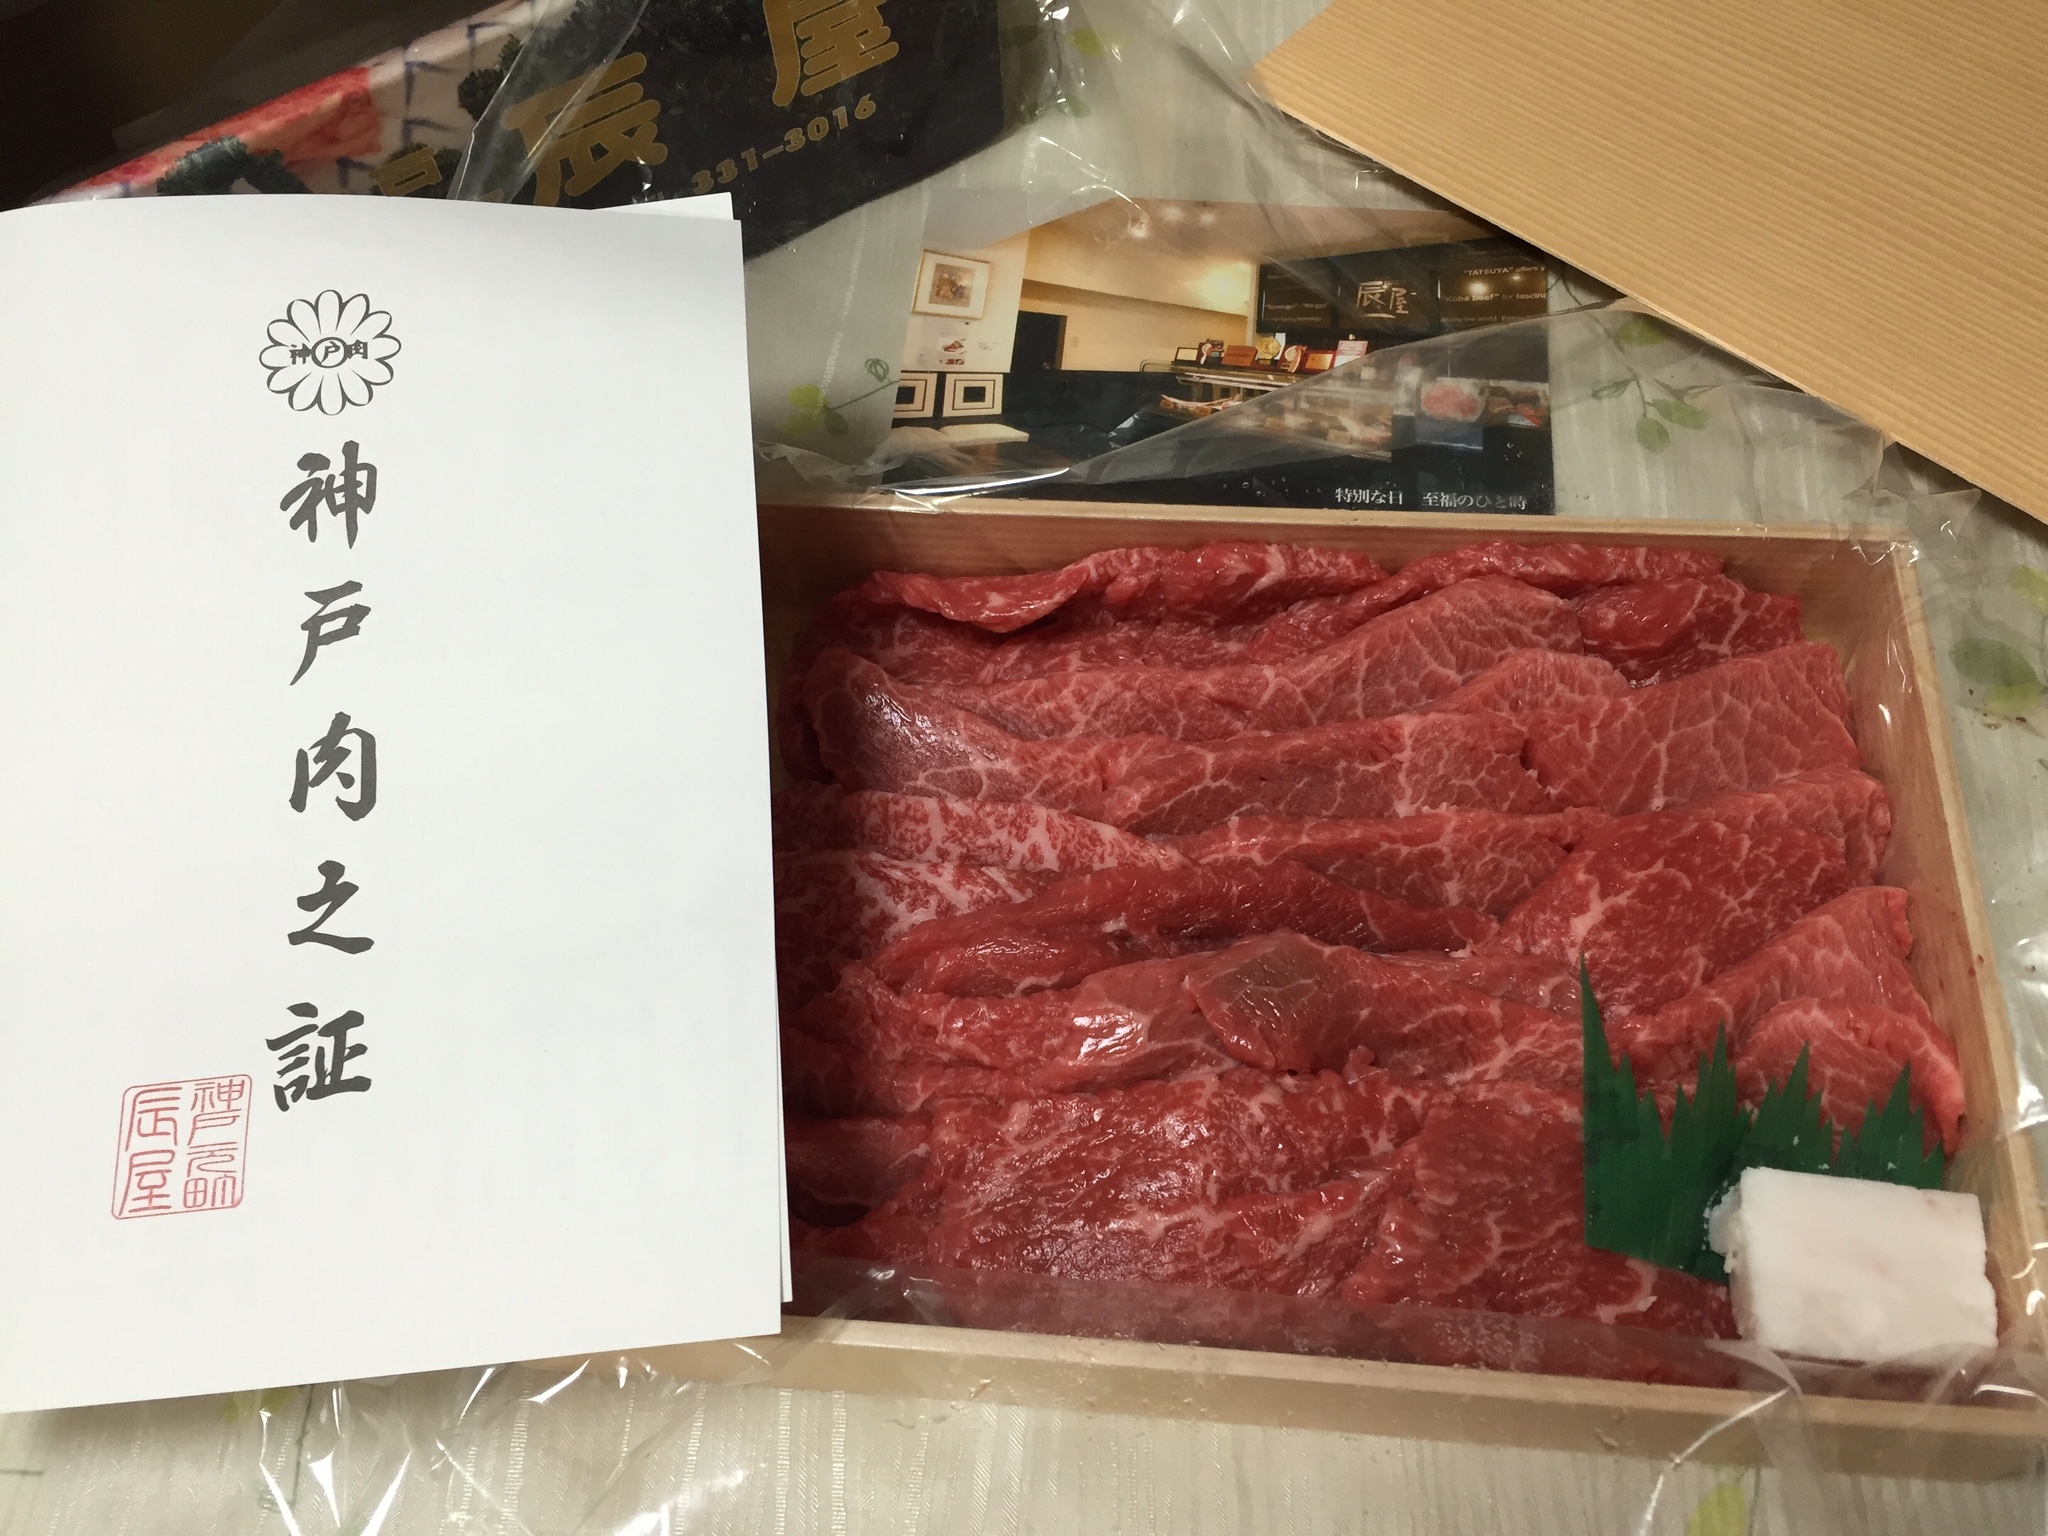 辰屋
331-3016
辰屋
"TATSUYA" offers y
"Kobe beef" for fascin
特別な日 至福のひと時
神戸肉
神戸肉之証
神戸元町
辰屋